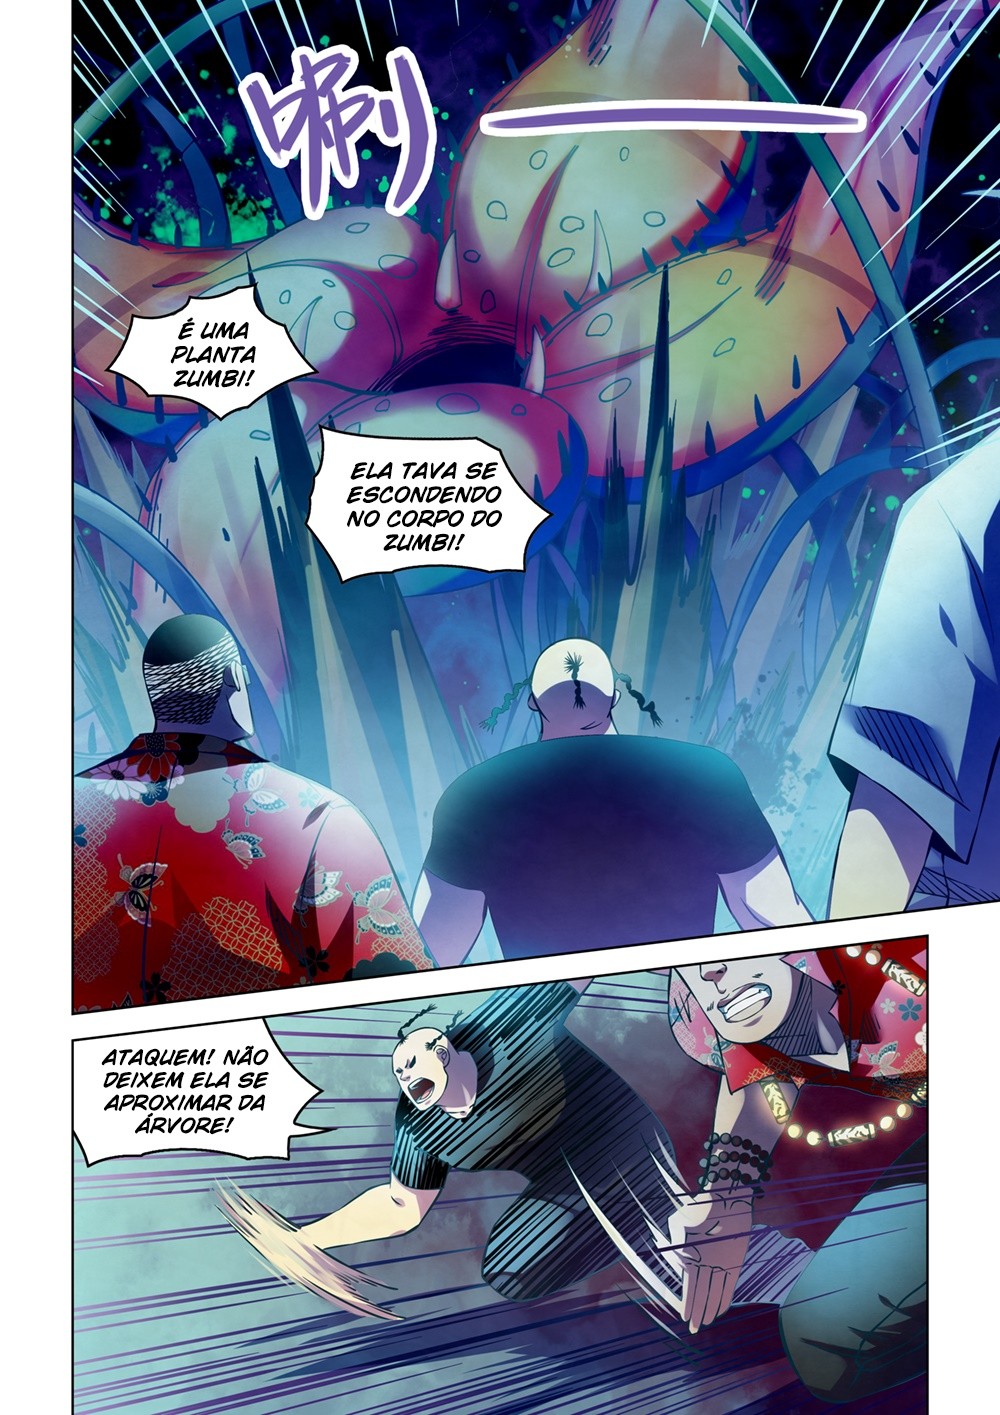 唰——
É UMA
PLANTA
ZUMBI!
ELA TAVA SE
ESCONDENDO
NO CORPO DO
ZUMBI!
ATAQUEM! NÃO
DEIXEM ELA SE
APROXIMAR DA
ÁRVORE!